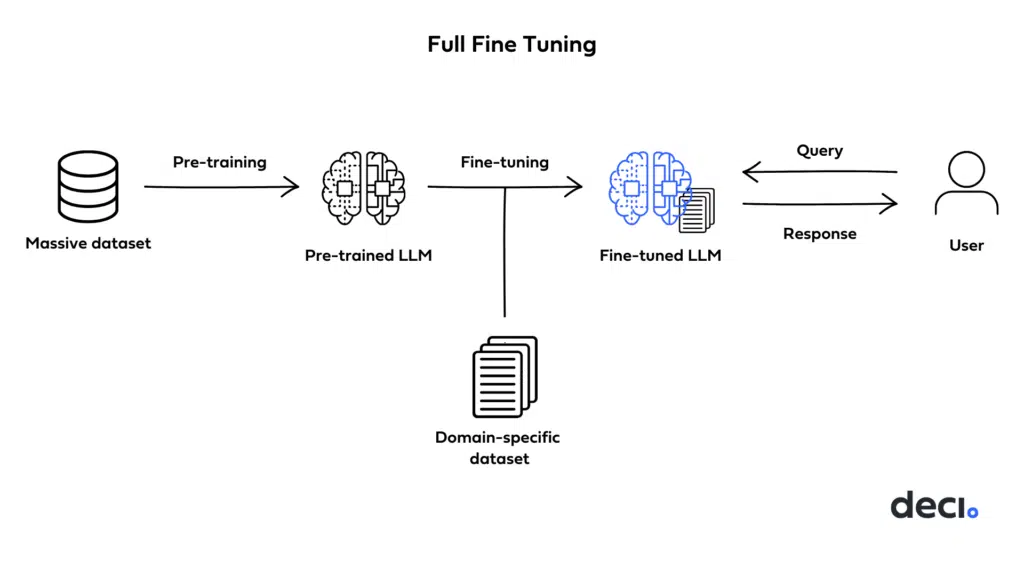 Full Fine Tuning
Pre-training
Fine-tuning
Query
Massive dataset
Pre-trained LLM
Fine-tuned LLM
Response
User
Domain-specific
dataset
deci.